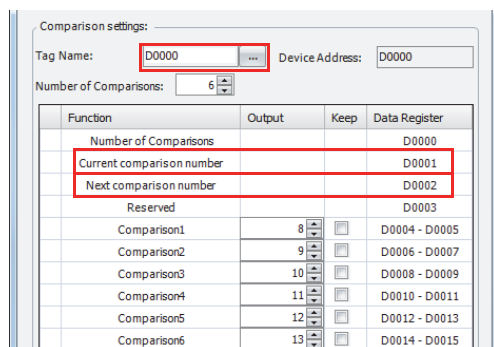 Comparison settings:
Tag Name: D0000 ... Device Address: D0000
Number of Comparisons: 6
Function Output Keep Data Register
Number of Comparisons D0000
Current comparison number D0001
Next comparison number D0002
Reserved D0003
Comparison1 8 D0004 - D0005
Comparison2 9 D0006 - D0007
Comparison3 10 D0008 - D0009
Comparison4 11 D0010 - D0011
Comparison5 12 D0012 - D0013
Comparison6 13 D0014 - D0015